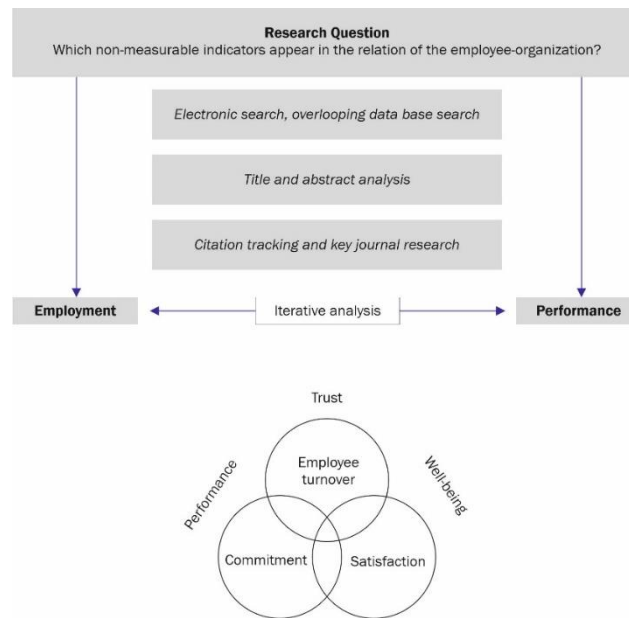 Research Question
Which non-measurable indicators appear in the relation of the employee-organization?
Electronic search, overlooping data base search
Title and abstract analysis
Citation tracking and key journal research
Employment
Iterative analysis
Performance
Trust
Performance
Well-being
Employee
turnover
Commitment
Satisfaction